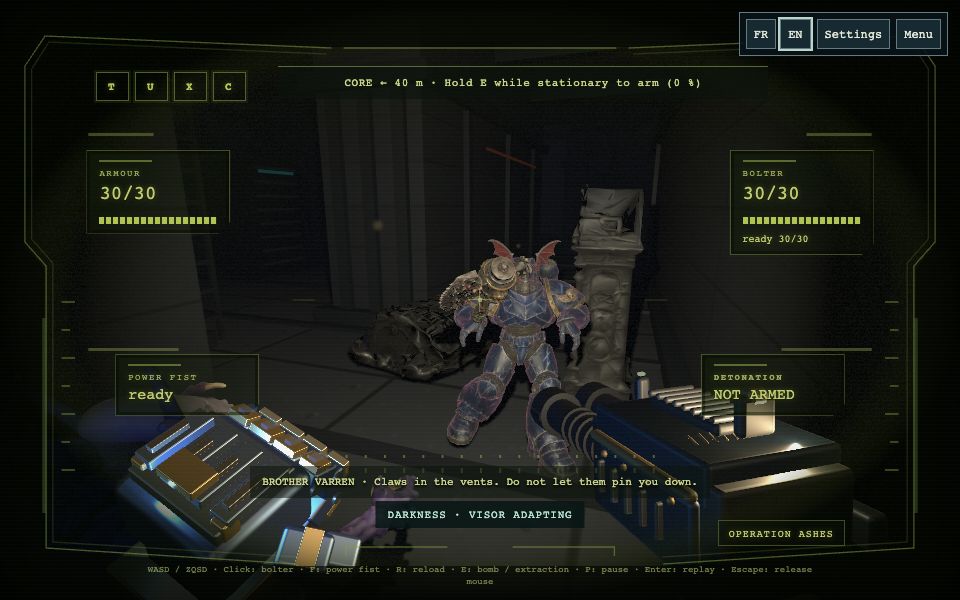 FR EN Settings Menu
CORE ← 40 m · Hold E while stationary to arm (0 %)
T U X C
ARMOUR
30/30
BOLTER
30/30
ready 30/30
POWER FIST
ready
DETONATION
NOT ARMED
BROTHER VARREN · Claws in the vents. Do not let them pin you down.
DARKNESS · VISOR ADAPTING
OPERATION ASHES
WASD / ZQSD · Click: bolter · F: power fist · R: reload · E: bomb / extraction · P: pause · Enter: replay · Escape: release
mouse